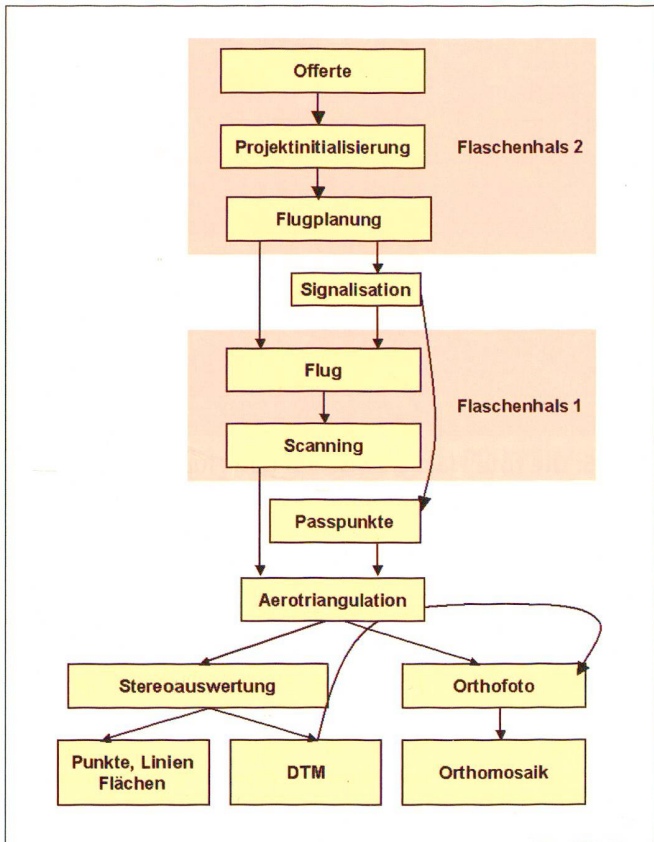 Offerte
Projektinitialisierung
Flaschenhals 2
Flugplanung
Signalisation
Flug
Flaschenhals 1
Scanning
Passpunkte
Aerotriangulation
Stereoauswertung
Orthofoto
Punkte, Linien
Flächen
DTM
Orthomosaik